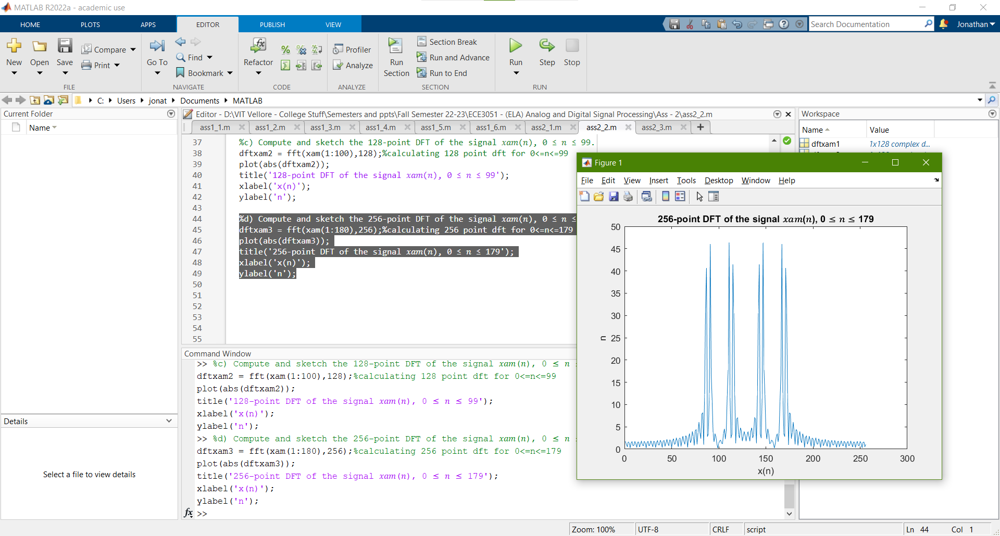 MATLAB R2022a - academic use
HOME PLOTS APPS EDITOR PUBLISH VIEW
Search Documentation
Jonathan
New
Open
Save
Compare
Print
FILE
Go To
Find
Bookmark
NAVIGATE
Refactor
CODE
Profiler
Analyze
ANALYZE
Run
Section
Section Break
Run and Advance
Run to End
SECTION
Run
Step
Stop
RUN
C: Users jonat Documents MATLAB
Current Folder
Name
Details
Select a file to view details
Editor - D:\VIT Vellore - College Stuff\Semesters and ppts\Fall Semester 22-23\ECE3051 - (ELA) Analog and Digital Signal Processing\Ass - 2\ass2_2.m
ass1_1.m ass1_2.m ass1_3.m ass1_4.m ass1_5.m ass1_6.m ass2_1.m ass2_2.m ass2_3.m
37 %c) Compute and sketch the 128-point DFT of the signal 𝑥𝑎𝑚(𝑛), 0 ≤ 𝑛 ≤ 99.
38 dftxam2 = fft(xam(1:100),128);%calculating 128 point dft for 0<=n<=99
39 plot(abs(dftxam2));
40 title('128-point DFT of the signal 𝑥𝑎𝑚(𝑛), 0 ≤ 𝑛 ≤ 99');
41 xlabel('x(n)');
42 ylabel('n');
43
44 %d) Compute and sketch the 256-point DFT of the signal 𝑥𝑎𝑚(𝑛), 0 ≤ 𝑛 ≤
45 dftxam3 = fft(xam(1:180),256);%calculating 256 point dft for 0<=n<=179
46 plot(abs(dftxam3));
47 title('256-point DFT of the signal 𝑥𝑎𝑚(𝑛), 0 ≤ 𝑛 ≤ 179');
48 xlabel('x(n)');
49 ylabel('n');
50
51
52
53
54
55
Command Window
>> %c) Compute and sketch the 128-point DFT of the signal 𝑥𝑎𝑚(𝑛), 0 ≤ 𝑛
dftxam2 = fft(xam(1:100),128);%calculating 128 point dft for 0<=n<=99
plot(abs(dftxam2));
title('128-point DFT of the signal 𝑥𝑎𝑚(𝑛), 0 ≤ 𝑛 ≤ 99');
xlabel('x(n)');
ylabel('n');
>> %d) Compute and sketch the 256-point DFT of the signal 𝑥𝑎𝑚(𝑛), 0 ≤ 𝑛
dftxam3 = fft(xam(1:180),256);%calculating 256 point dft for 0<=n<=179
plot(abs(dftxam3));
title('256-point DFT of the signal 𝑥𝑎𝑚(𝑛), 0 ≤ 𝑛 ≤ 179');
xlabel('x(n)');
ylabel('n');
fx >>
Workspace
Name Value
dftxam1 1x128 complex d...
Figure 1
File Edit View Insert Tools Desktop Window Help
256-point DFT of the signal 𝑥𝑎𝑚(𝑛), 0 ≤ 𝑛 ≤ 179
50
45
40
35
30
n
25
20
15
10
5
0
0 50 100 150 200 250 300
x(n)
Zoom: 100% UTF-8 CRLF script Ln 44 Col 1